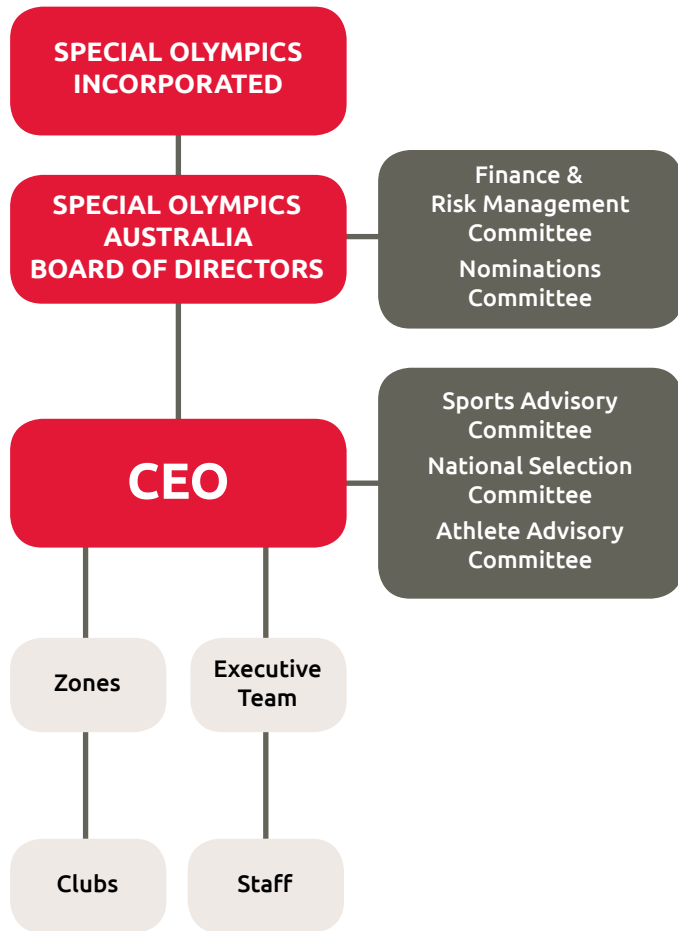 SPECIAL OLYMPICS
INCORPORATED
SPECIAL OLYMPICS
AUSTRALIA
BOARD OF DIRECTORS
Finance &
Risk Management
Committee
Nominations
Committee
CEO
Sports Advisory
Committee
National Selection
Committee
Athlete Advisory
Committee
Zones
Executive
Team
Clubs
Staff